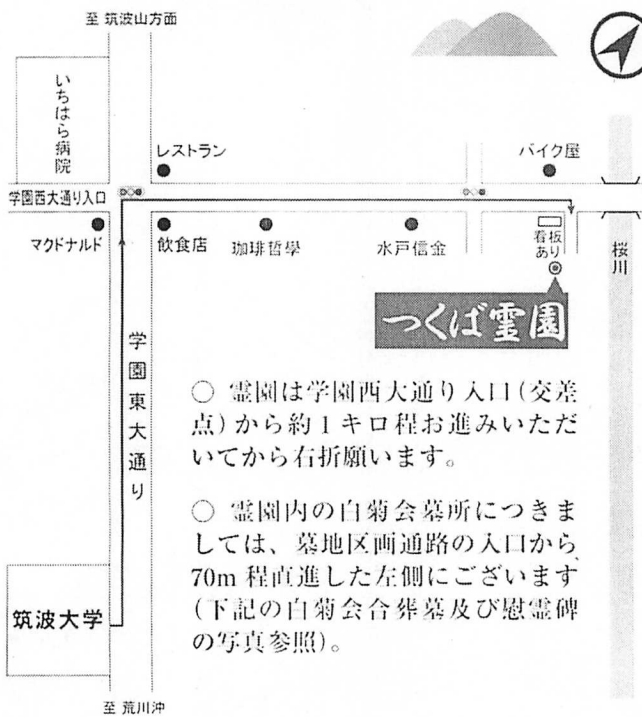 至 筑波山方面
いちはら病院
レストラン
バイク屋
学園西大通り入口
マクドナルド
飲食店
珈琲哲學
水戸信金
看板
あり
桜川
つくば霊園
学園東大通り
○ 霊園は学園西大通り入口(交差
点)から約1キロ程お進みいただ
いてから右折願います。
○ 霊園内の白菊会墓所につきま
しては、墓地区画通路の入口から
70m 程直進した左側にございます
(下記の白菊会合葬墓及び慰霊碑
の写真参照)。
筑波大学
至 荒川沖